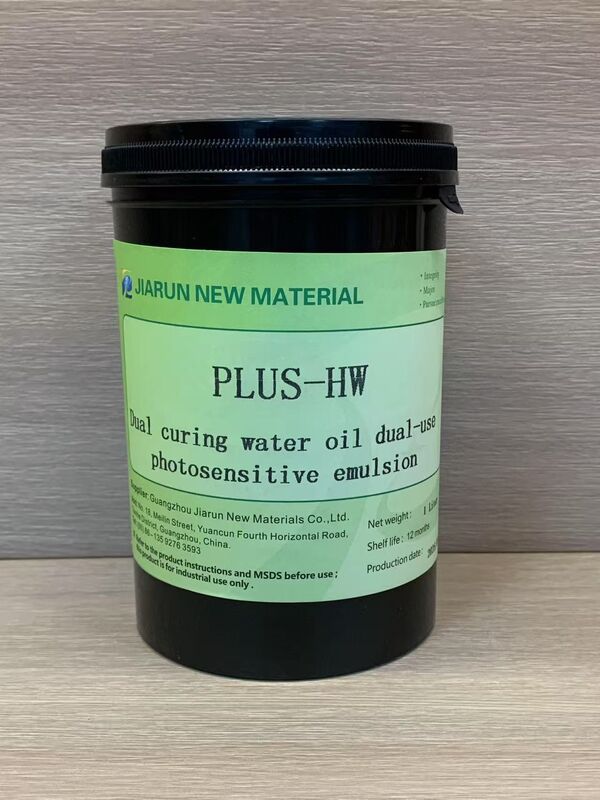 JIARUN NEW MATERIAL
· Integrity
· Major
PLUS-HW
Dual curing water oil dual-use
photosensitive emulsion
Supplier: Guangzhou Jiarun New Materials Co.,Ltd.
No. 18, Meilin Street, Yuancun Fourth Horizontal Road,
District, Guangzhou, China.
135 9276 3593
Refer to the product instructions and MSDS before use ;
product is for industrial use only .
Net weight: 1 Liter
Shelf life: 12 months
Production date: